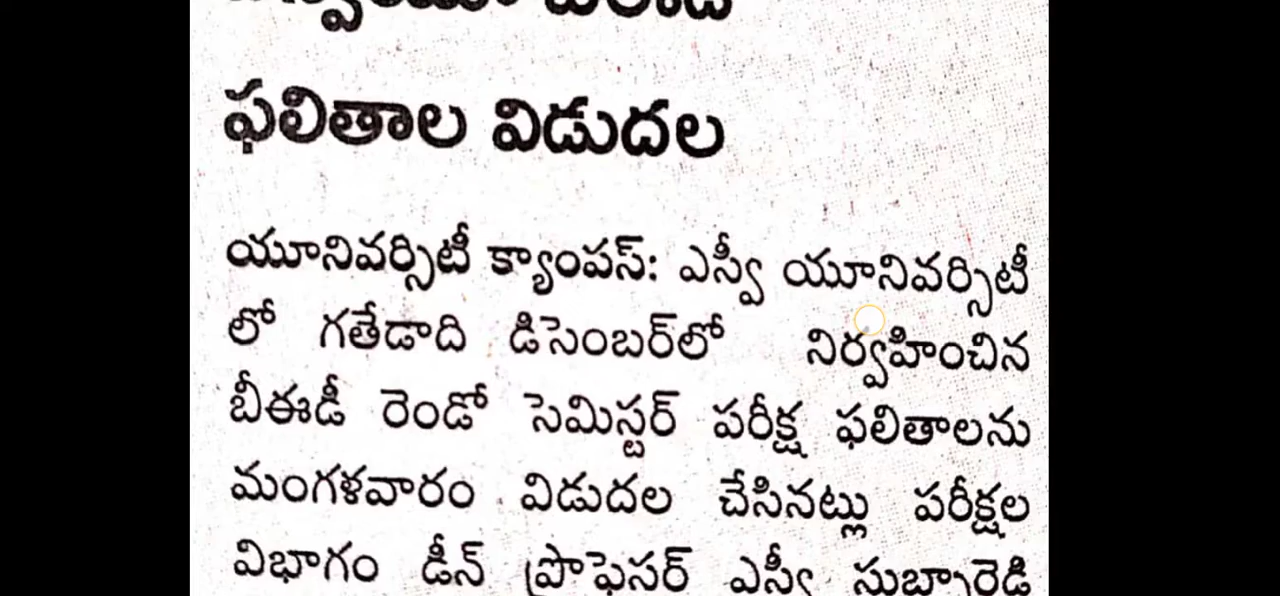 ఫలితాల విడుదల
యూనివర్సిటీ క్యాంపస్: ఎస్వీ యూనివర్సిటీ
లో గతేడాది డిసెంబర్‌లో నిర్వహించిన
బీఈడీ రెండో సెమిస్టర్ పరీక్ష ఫలితాలను
మంగళవారం విడుదల చేసినట్లు పరీక్షల
విభాగం డీన్ ప్రొఫెసర్ ఎస్వీ సుబ్బారెడ్డి